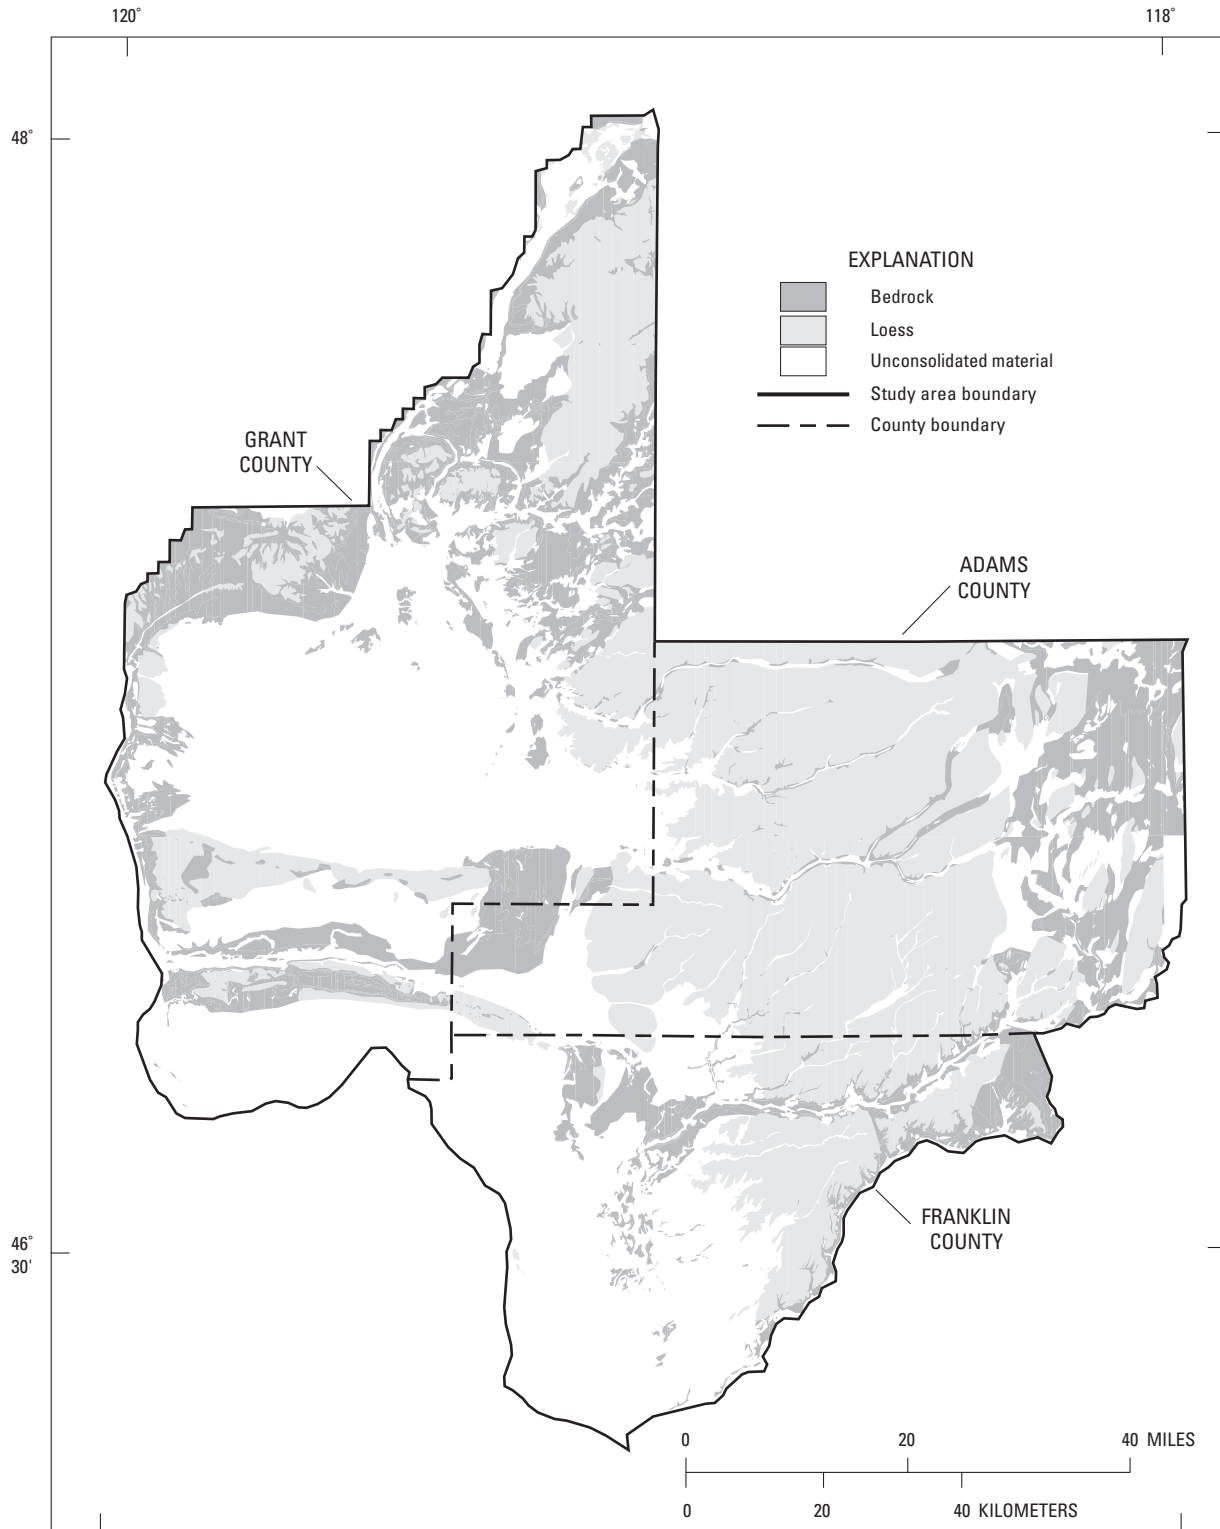 120°
118°
48°
EXPLANATION
Bedrock
Loess
Unconsolidated material
Study area boundary
County boundary
GRANT
COUNTY
ADAMS
COUNTY
FRANKLIN
COUNTY
46°
30'
0 20 40 MILES
0 20 40 KILOMETERS